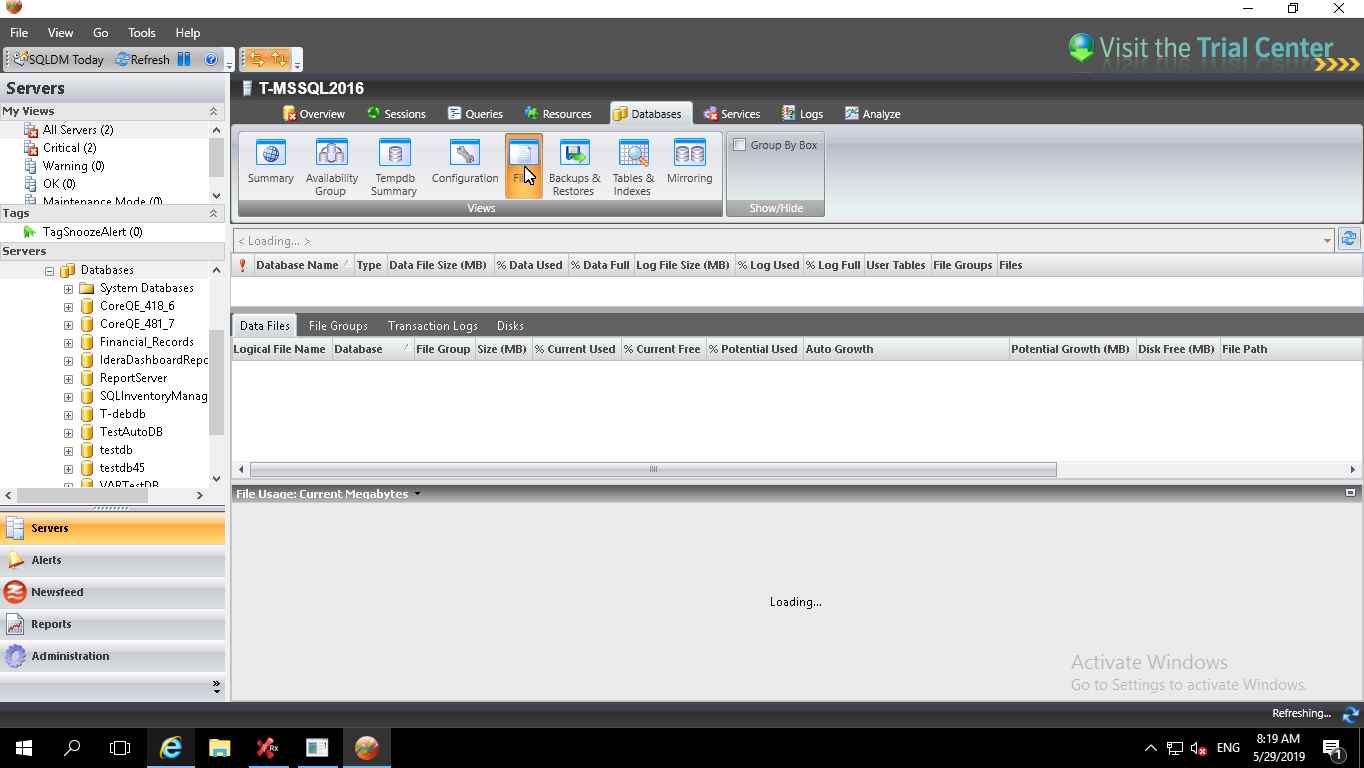 File View Go Tools Help
Visit the Trial Center
SQLDM Today Refresh
Servers
T-MSSQL2016
My Views
Overview Sessions Queries Resources Databases Services Logs Analyze
All Servers (2)
Critical (2)
Warning (0)
OK (0)
Maintenance Mode (0)
Summary Availability Group Tempdb Summary Configuration Backups & Restores Tables & Indexes Mirroring
Group By Box
Views Show/Hide
Tags
TagSnoozeAlert (0)
Servers
< Loading... >
Database Name Type Data File Size (MB) % Data Used % Data Full Log File Size (MB) % Log Used % Log Full User Tables File Groups Files
Databases
System Databases
CoreQE_418_6
CoreQE_481_7
Financial_Records
IderaDashboardRepc
ReportServer
SQLInventoryManag
T-debdb
TestAutoDB
testdb
testdb45
VARTestDB
Data Files File Groups Transaction Logs Disks
Logical File Name Database File Group Size (MB) % Current Used % Current Free % Potential Used Auto Growth Potential Growth (MB) Disk Free (MB) File Path
File Usage: Current Megabytes
Loading...
Servers
Alerts
Newsfeed
Reports
Administration
Activate Windows
Go to Settings to activate Windows.
Refreshing...
Rx
ENG
8:19 AM
5/29/2019
1